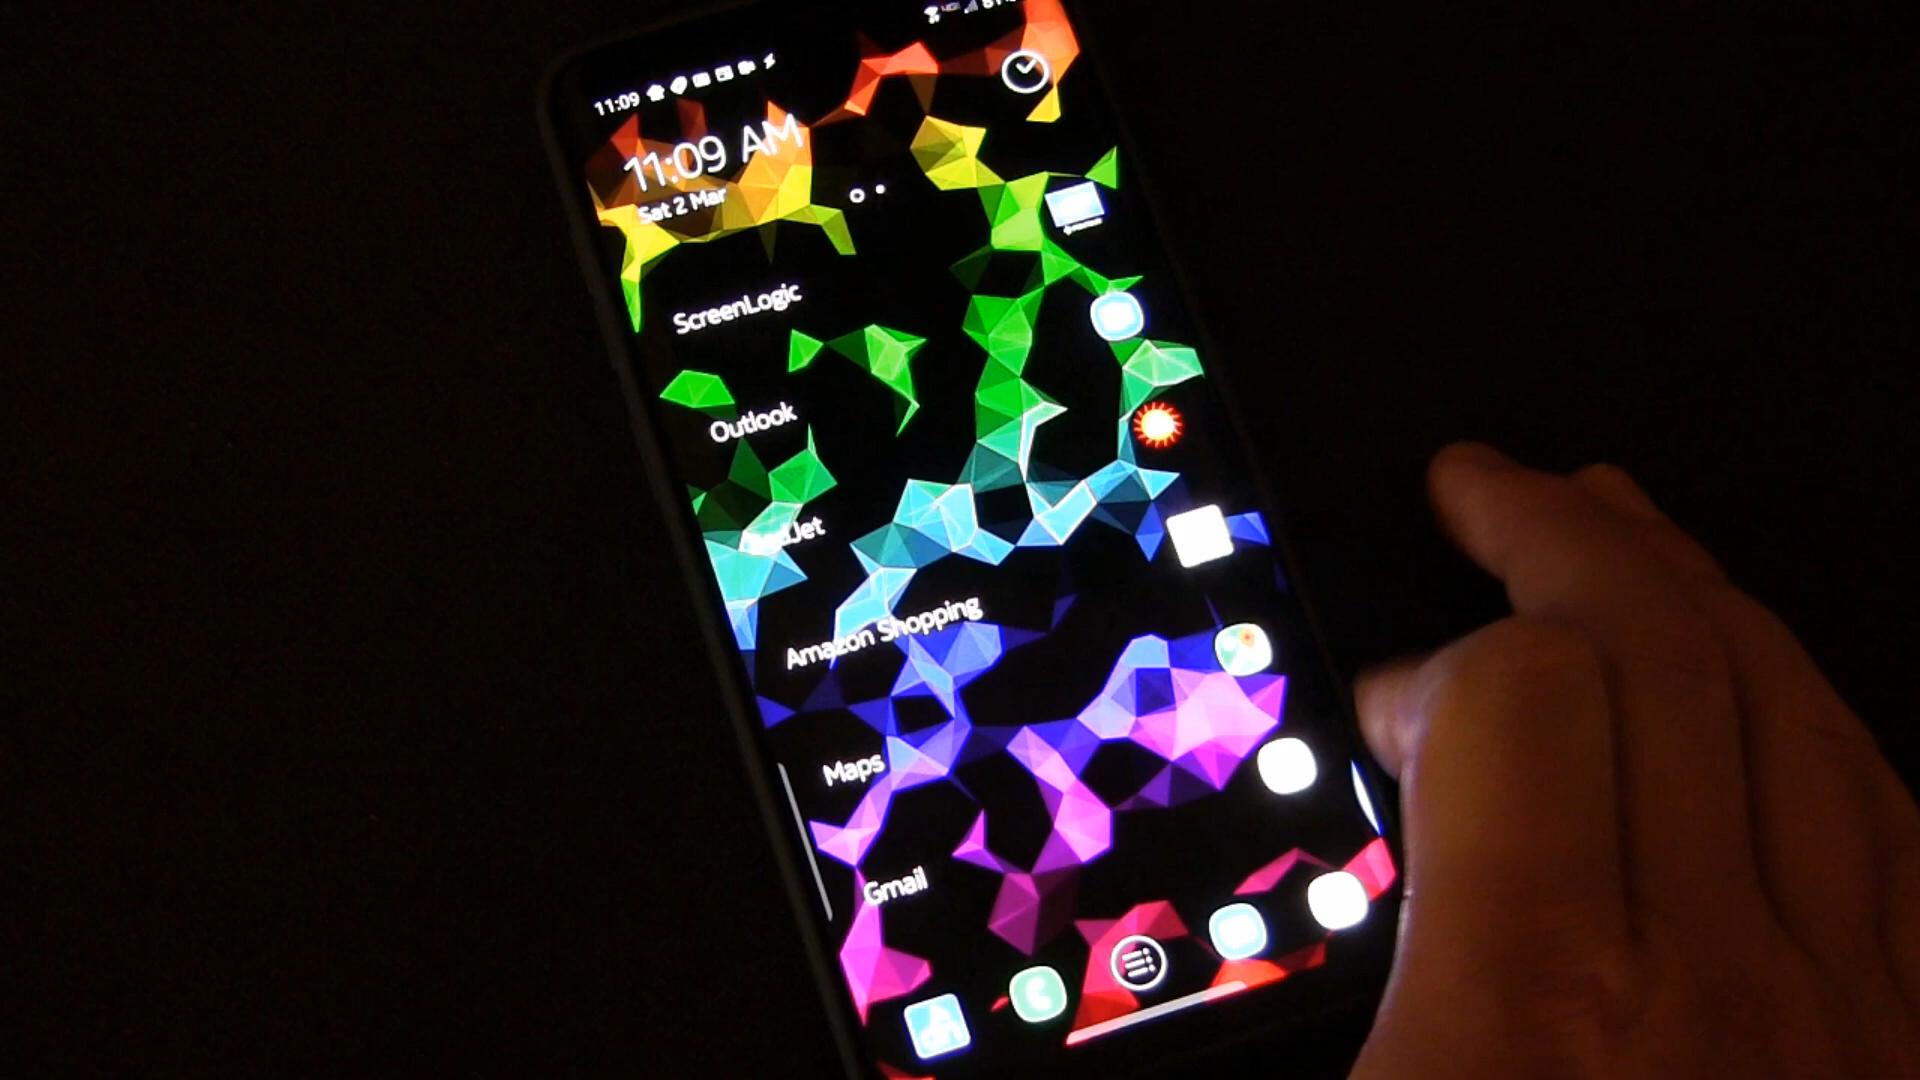 11:09
11:09 AM
Sat 2 Mar
ScreenLogic
Outlook
Amazon Shopping
Maps
Gmail